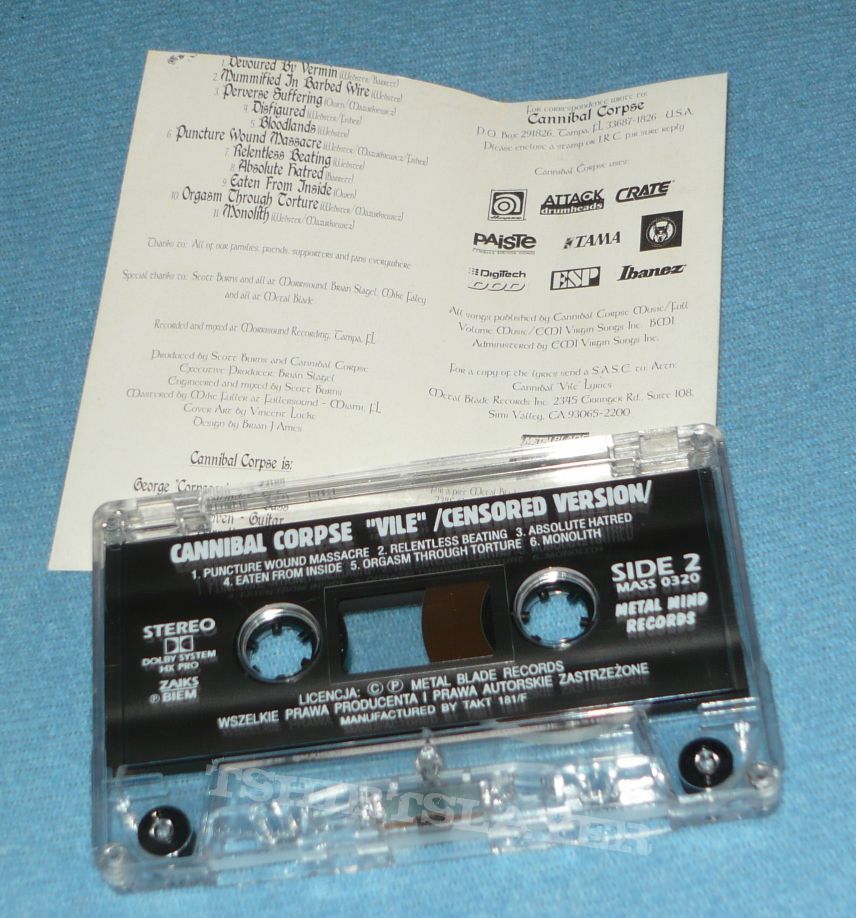 1. Devoured By Vermin (Webster/Barrett)
2. Mummified In Barbed Wire (Webster)
3. Perverse Suffering (Owen/Mazurkiewicz)
4. Disfigured (Webster/Fisher)
5. Bloodlands (Webster)
6. Puncture Wound Massacre (Webster/Mazurkiewicz/Fisher)
7. Relentless Beating (Webster)
8. Absolute Hatred (Barrett)
9. Eaten From Inside (Owen)
10. Orgasm Through Torture (Webster/Mazurkiewicz)
11. Monolith (Webster/Mazurkiewicz)
Thanks to: All of our families, friends, supporters and fans everywhere
Special thanks to: Scott Burns and all at Morrisound, Brian Slagel, Mike Faley
and all at Metal Blade
Recorded and mixed at Morrisound Recording, Tampa, FL
Produced by Scott Burns and Cannibal Corpse
Executive Producer: Brian Slagel
Engineered and mixed by Scott Burns
Mastered by Mike Fuller at Fullersound - Miami, FL
Cover Art by Vincent Locke
Design by Brian J Ames
Cannibal Corpse is:
George "Corpsegr
- Guitar
For correspondence write to:
Cannibal Corpse
P.O. Box 291826, Tampa, FL 33687-1826 U.S.A.
Please enclose a stamp or I.R.C. for sure reply
Cannibal Corpse uses:
Ampeg
ATTACK
drumheads
CRATE
PAiSTe
TAMA
DigiTech
DOD
ESP
Ibanez
All songs published by Cannibal Corpse Music/Full
Volume Music/EMI Virgin Songs Inc. BMI.
Administered by EMI Virgin Songs Inc.
For a copy of the lyrics send a S.A.S.E. to: Attn:
Cannibal "Vile" Lyrics
Metal Blade Records Inc. 2345 Erringer Rd., Suite 108,
Simi Valley, CA 93065-2200
METAL BLADE
CANNIBAL CORPSE "VILE" /CENSORED VERSION/
1. PUNCTURE WOUND MASSACRE 2. RELENTLESS BEATING 3. ABSOLUTE HATRED
4. EATEN FROM INSIDE 5. ORGASM THROUGH TORTURE 6. MONOLITH
SIDE 2
MASS 0320
STEREO
DOLBY SYSTEM
HX PRO
METAL MIND
RECORDS
ZAIKS
℗ BIEM
LICENCJA: © ℗ METAL BLADE RECORDS
WSZELKIE PRAWA PRODUCENTA I PRAWA AUTORSKIE ZASTRZEŻONE
MANUFACTURED BY TAKT 181/F
TSHIRTSLAYER